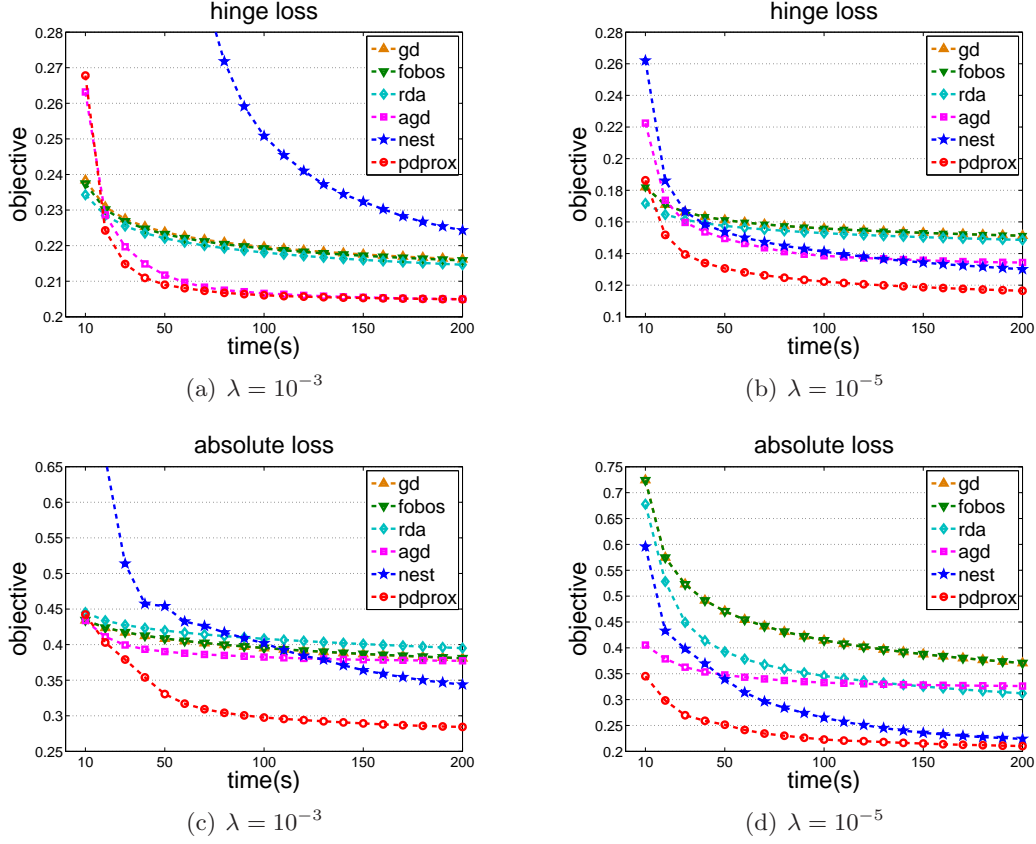 hinge loss
0.28
0.27
0.26
0.25
0.24
0.23
0.22
0.21
0.2
objective
10
50
100
150
200
time(s)
gd
fobos
rda
agd
nest
pdprox
(a) λ = 10⁻³
hinge loss
0.28
0.26
0.24
0.22
0.2
0.18
0.16
0.14
0.12
0.1
objective
10
50
100
150
200
time(s)
gd
fobos
rda
agd
nest
pdprox
(b) λ = 10⁻⁵
absolute loss
0.65
0.6
0.55
0.5
0.45
0.4
0.35
0.3
0.25
objective
10
50
100
150
200
time(s)
gd
fobos
rda
agd
nest
pdprox
(c) λ = 10⁻³
absolute loss
0.75
0.7
0.65
0.6
0.55
0.5
0.45
0.4
0.35
0.3
0.25
0.2
objective
10
50
100
150
200
time(s)
gd
fobos
rda
agd
nest
pdprox
(d) λ = 10⁻⁵